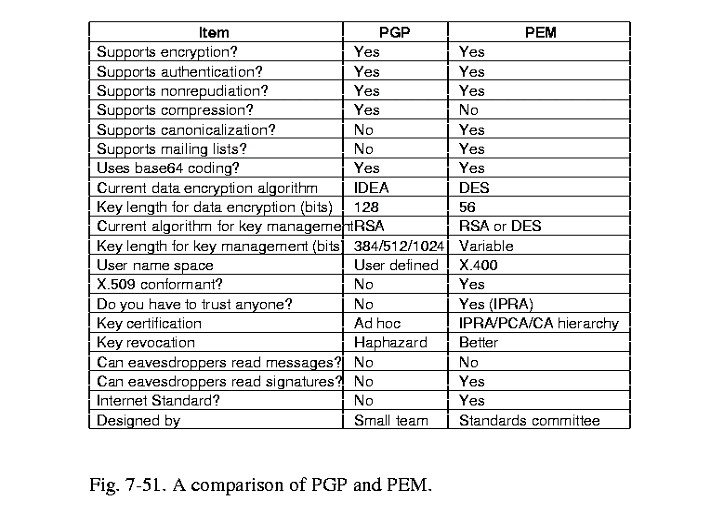 Item PGP PEM
Supports encryption? Yes Yes
Supports authentication? Yes Yes
Supports nonrepudiation? Yes Yes
Supports compression? Yes No
Supports canonicalization? No Yes
Supports mailing lists? No Yes
Uses base64 coding? Yes Yes
Current data encryption algorithm IDEA DES
Key length for data encryption (bits) 128 56
Current algorithm for key management RSA RSA or DES
Key length for key management (bits) 384/512/1024 Variable
User name space User defined X.400
X.509 conformant? No Yes
Do you have to trust anyone? No Yes (IPRA)
Key certification Ad hoc IPRA/PCA/CA hierarchy
Key revocation Haphazard Better
Can eavesdroppers read messages? No No
Can eavesdroppers read signatures? No Yes
Internet Standard? No Yes
Designed by Small team Standards committee
Fig. 7-51. A comparison of PGP and PEM.